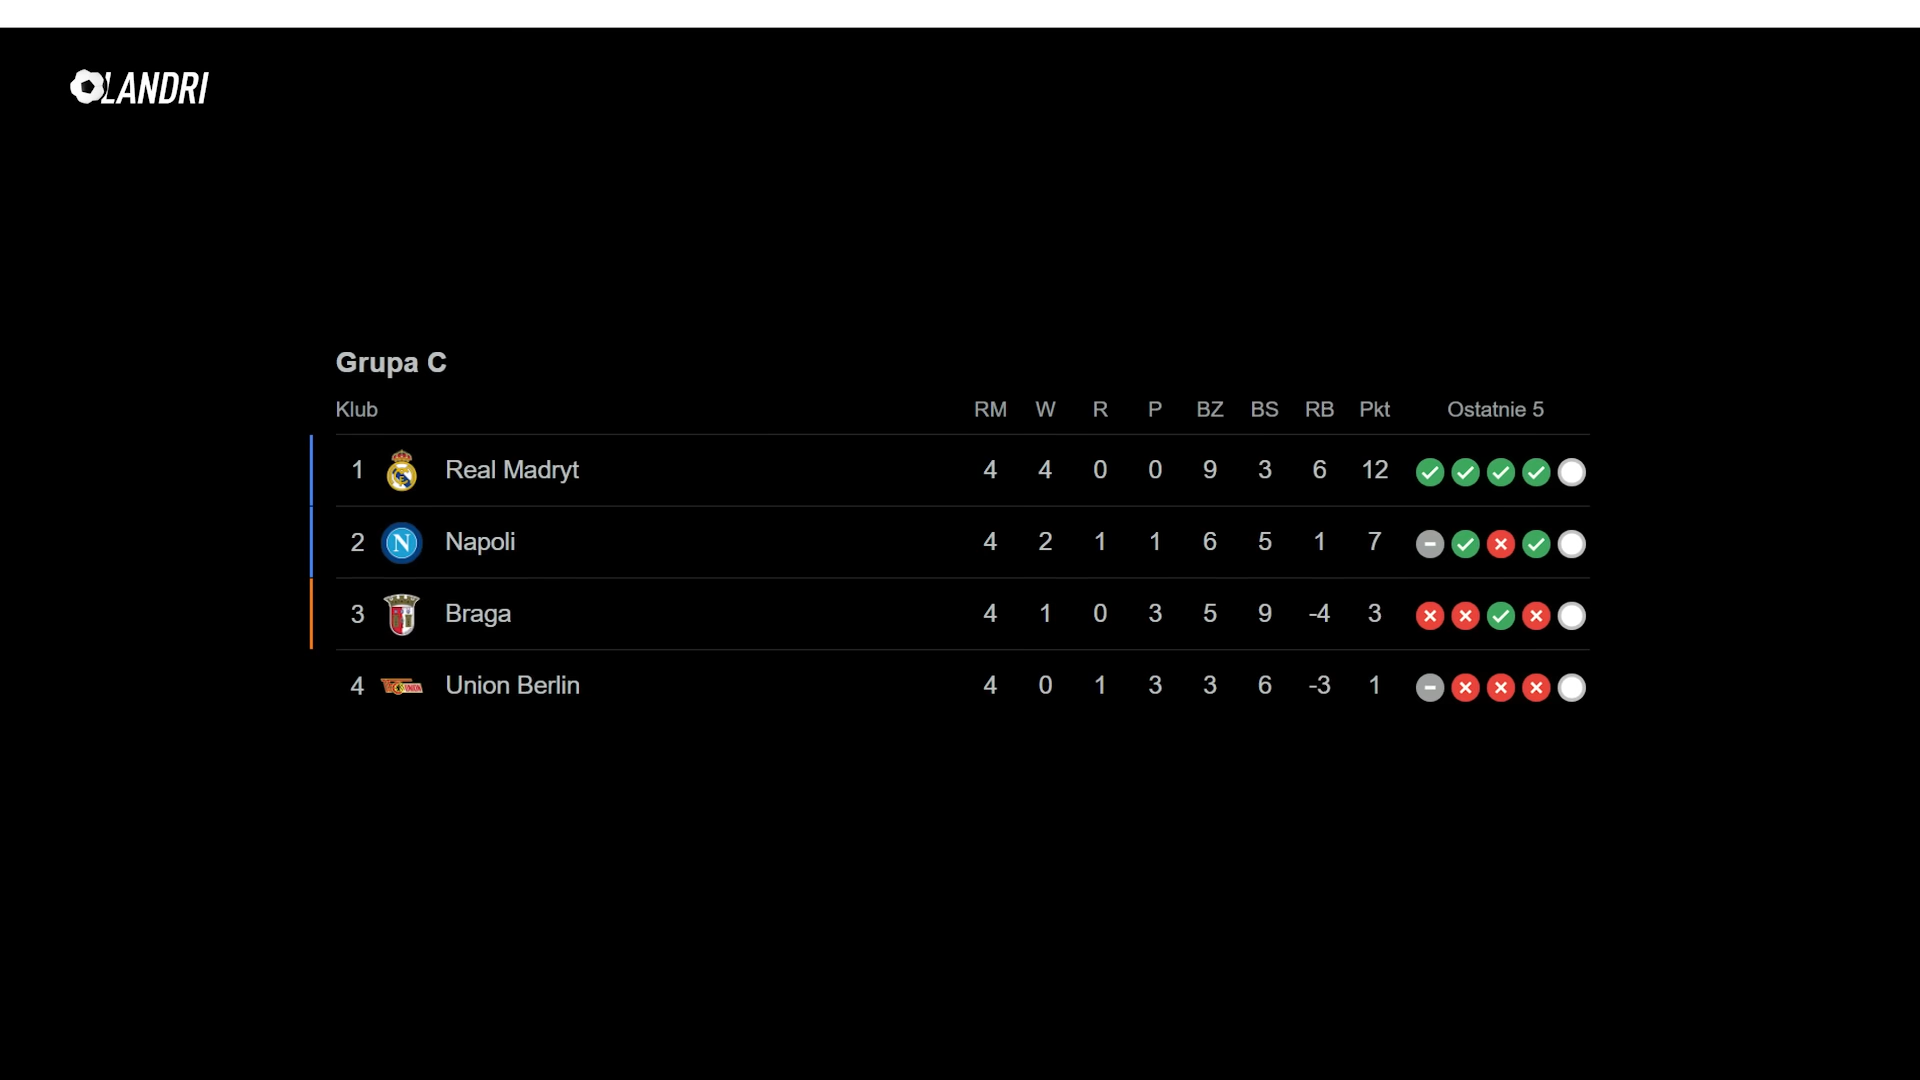 LANDRI
Grupa C
Klub RM W R P BZ BS RB Pkt Ostatnie 5
1 Real Madryt 4 4 0 0 9 3 6 12
2 N Napoli 4 2 1 1 6 5 1 7
3 Braga 4 1 0 3 5 9 -4 3
4 UNION Union Berlin 4 0 1 3 3 6 -3 1